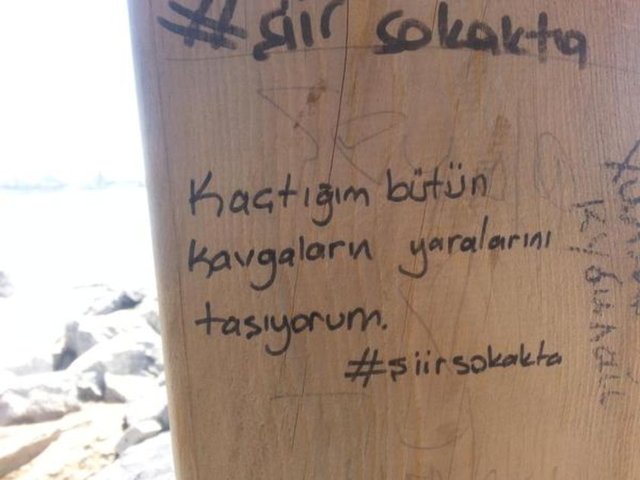 #şiir sokakta
Kaçtığım bütün
kavgaların yaralarını
taşıyorum.
#şiirsokakta